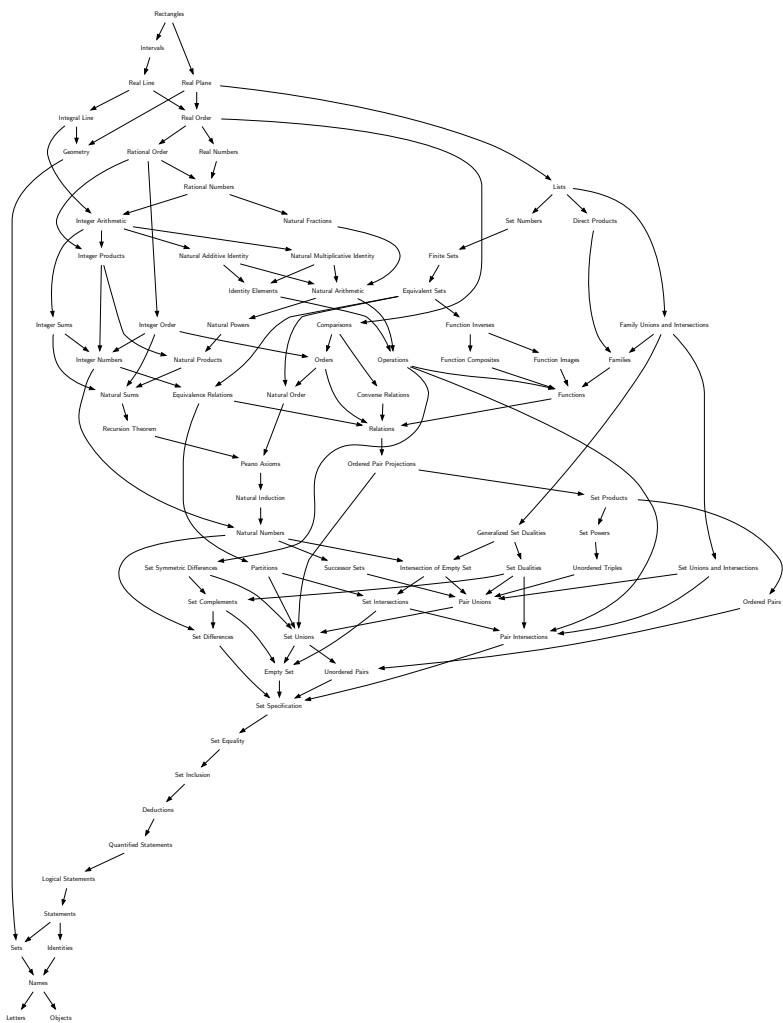 Rectangles
Intervals
Real Line
Real Plane
Integral Line
Real Order
Geometry
Rational Order
Real Numbers
Rational Numbers
Lists
Integer Arithmetic
Natural Fractions
Set Numbers
Direct Products
Integer Products
Natural Additive Identity
Natural Multiplicative Identity
Finite Sets
Identity Elements
Natural Arithmetic
Equivalent Sets
Integer Sums
Integer Order
Natural Powers
Comparisons
Function Inverses
Family Unions and Intersections
Integer Numbers
Natural Products
Orders
Operations
Function Composites
Function Images
Families
Natural Sums
Equivalence Relations
Natural Order
Converse Relations
Functions
Recursion Theorem
Relations
Peano Axioms
Ordered Pair Projections
Natural Induction
Set Products
Natural Numbers
Generalized Set Dualities
Set Powers
Set Symmetric Differences
Partitions
Successor Sets
Intersection of Empty Set
Set Dualities
Unordered Triples
Set Unions and Intersections
Set Complements
Set Intersections
Pair Unions
Ordered Pairs
Set Differences
Set Unions
Pair Intersections
Empty Set
Unordered Pairs
Set Specification
Set Equality
Set Inclusion
Deductions
Quantified Statements
Logical Statements
Statements
Sets
Identities
Names
Letters
Objects